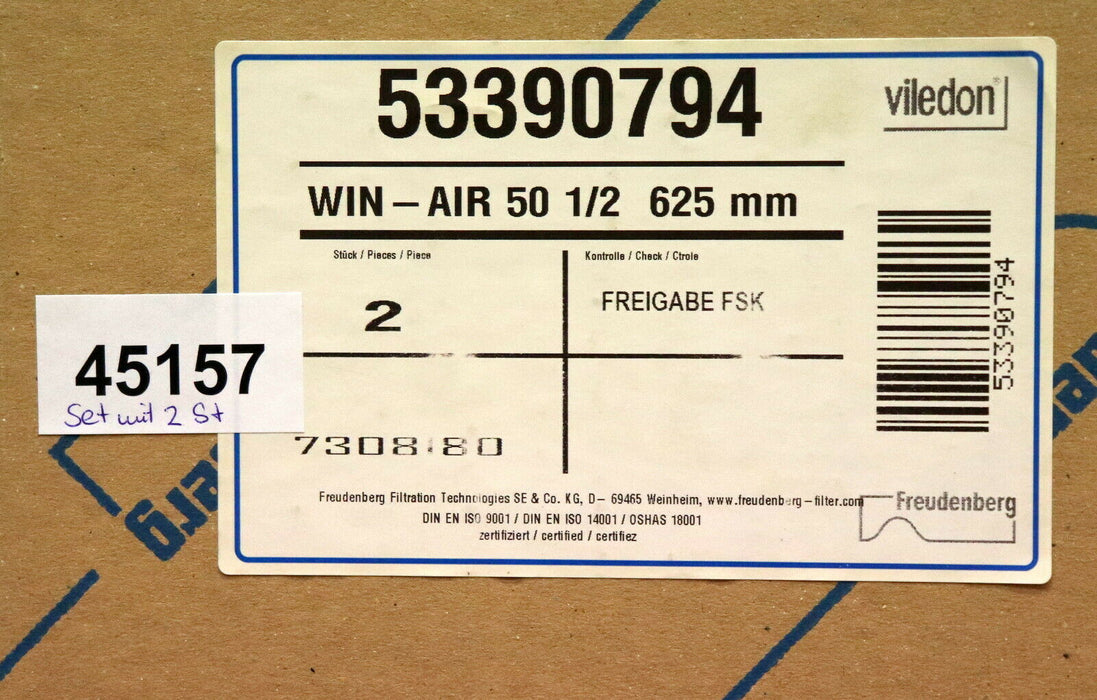 53390794
viledon®
WIN – AIR 50 1/2 625 mm
Stück / Pieces / Piece
Kontrolle / Check / Ctrole
2
FREIGABE FSK
53390794
45157
Set mit 2 St
7308
80
Freudenberg Filtration Technologies SE & Co. KG, D– 69465 Weinheim, www.freudenberg–filter.com
DIN EN ISO 9001 / DIN EN ISO 14001 / OSHAS 18001
zertifiziert / certified / certifiez
Freudenberg